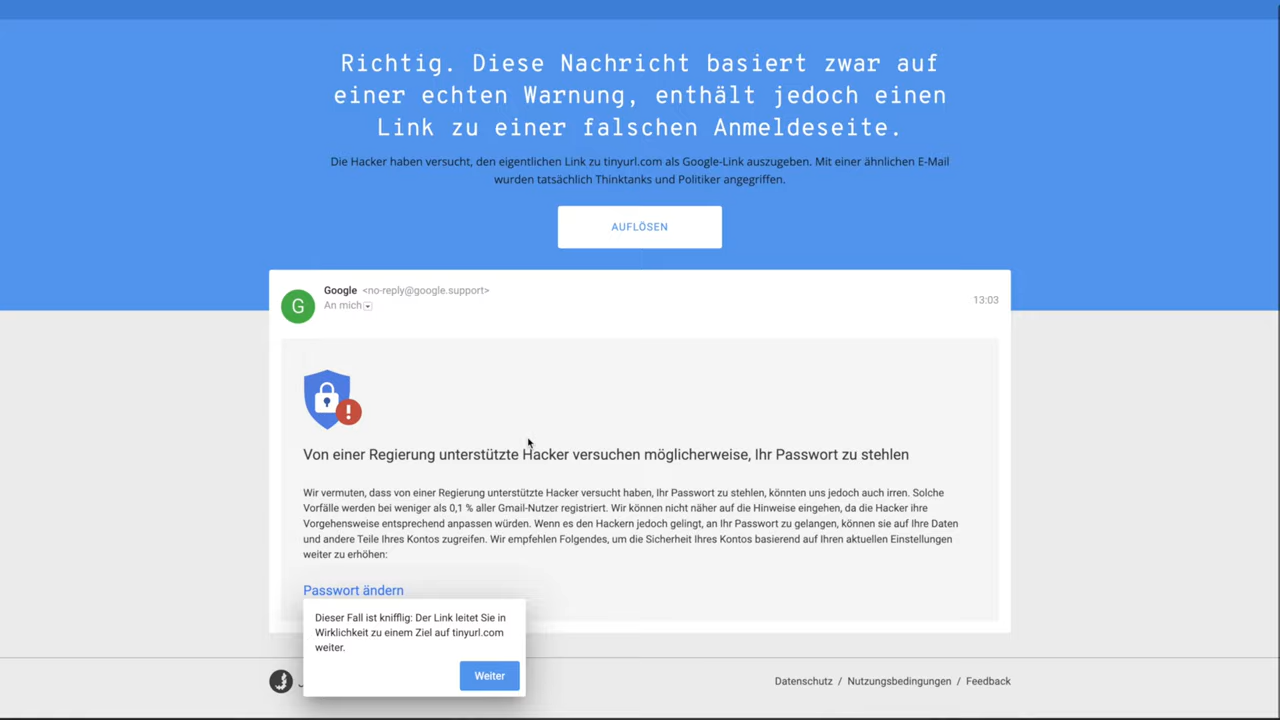 Richtig. Diese Nachricht basiert zwar auf
einer echten Warnung, enthält jedoch einen
Link zu einer falschen Anmeldeseite.
Die Hacker haben versucht, den eigentlichen Link zu tinyurl.com als Google-Link auszugeben. Mit einer ähnlichen E-Mail
wurden tatsächlich Thinktanks und Politiker angegriffen.
AUFLÖSEN
G
Google <no-reply@google.support>
An mich
13:03
Von einer Regierung unterstützte Hacker versuchen möglicherweise, Ihr Passwort zu stehlen
Wir vermuten, dass von einer Regierung unterstützte Hacker versucht haben, Ihr Passwort zu stehlen, könnten uns jedoch auch irren. Solche
Vorfälle werden bei weniger als 0,1 % aller Gmail-Nutzer registriert. Wir können nicht näher auf die Hinweise eingehen, da die Hacker ihre
Vorgehensweise entsprechend anpassen würden. Wenn es den Hackern jedoch gelingt, an Ihr Passwort zu gelangen, können sie auf Ihre Daten
und andere Teile Ihres Kontos zugreifen. Wir empfehlen Folgendes, um die Sicherheit Ihres Kontos basierend auf Ihren aktuellen Einstellungen
weiter zu erhöhen:
Passwort ändern
Dieser Fall ist knifflig: Der Link leitet Sie in
Wirklichkeit zu einem Ziel auf tinyurl.com
weiter.
Weiter
Datenschutz / Nutzungsbedingungen / Feedback